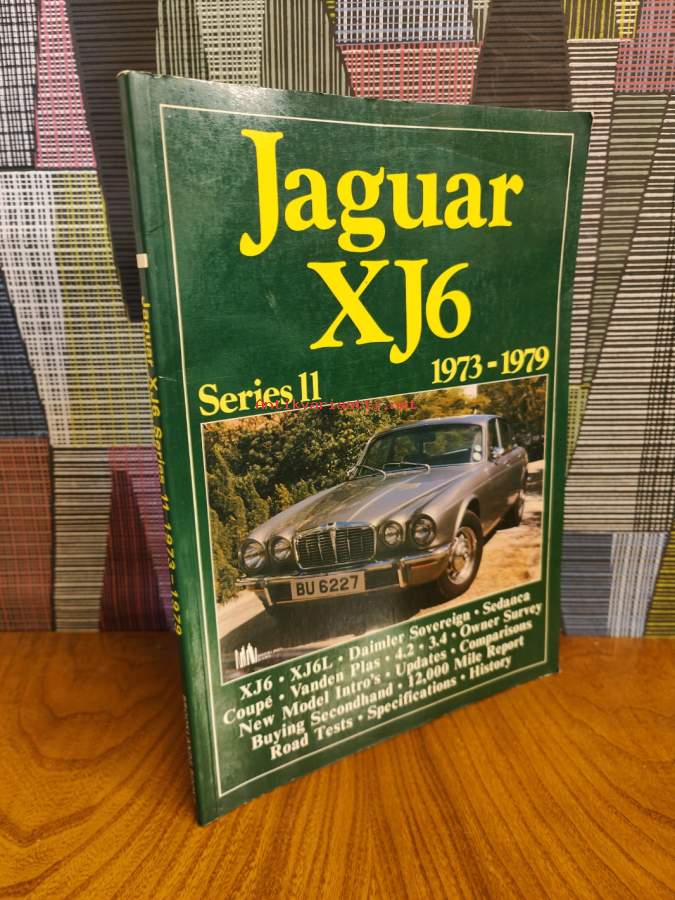 Jaguar
XJ6
Series 11 1973-1979
Antikvariaatti.net
BU 6227
XJ6 • XJ6L • Daimler Sovereign • Sedanca
Coupé • Vanden Plas • 4.2 • 3.4 • Owner Survey
New Model Intro's • Updates • Comparisons
Buying Secondhand • 12,000 Mile Report
Road Tests • Specifications • History
Jaguar XJ6 Series 11 1973-1979